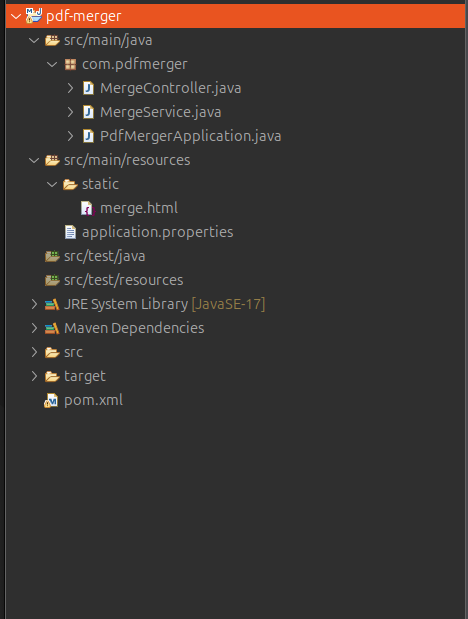 pdf-merger
src/main/java
com.pdfmerger
MergeController.java
MergeService.java
PdfMergerApplication.java
src/main/resources
static
merge.html
application.properties
src/test/java
src/test/resources
JRE System Library [JavaSE-17]
Maven Dependencies
src
target
pom.xml